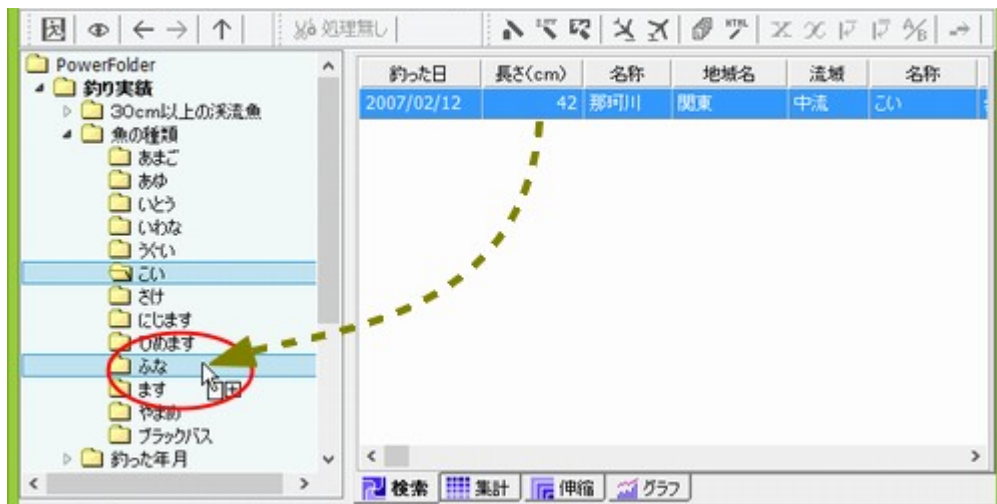 処理無し
HTML
A/B
PowerFolder
釣り実績
30cm以上の渓流魚
魚の種類
あまご
あゆ
いとう
いわな
うぐい
こい
さけ
にじます
ひめます
ふな
ます
やまめ
ブラックバス
釣った年月
釣った日 長さ(cm) 名称 地域名 流域 名称
2007/02/12 42 那珂川 関東 中流 こい
検索 集計 伸縮 グラフ